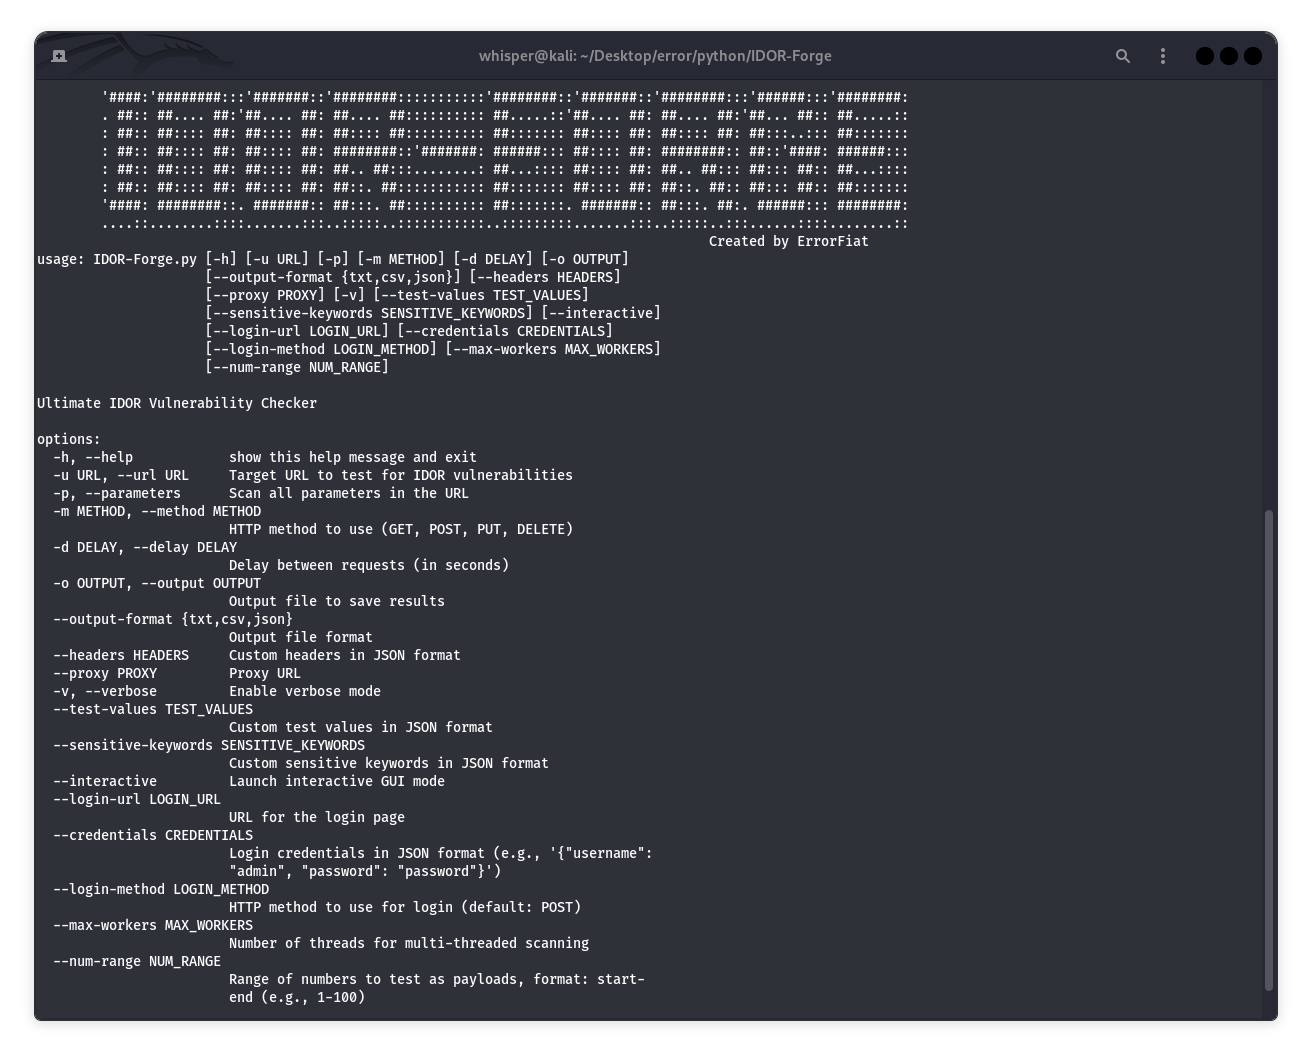 whisper@kali: ~/Desktop/error/python/IDOR-Forge
'####:'########:::'#######::'########:::::::::::'########::'#######::'########:::'######:::'########:
. ##:: ##.... ##:'##.... ##: ##.... ##:::::::::: ##.....::'##.... ##: ##.... ##:'##... ##:: ##.....::
: ##:: ##:::: ##: ##:::: ##: ##:::: ##:::::::::: ##::::::: ##:::: ##: ##:::: ##: ##:::..::: ##:::::::
: ##:: ##:::: ##: ##:::: ##: ########::'#######: ######::: ##:::: ##: ########:: ##::'####: ######:::
: ##:: ##:::: ##: ##:::: ##: ##.. ##:::........: ##...:::: ##:::: ##: ##.. ##::: ##::: ##:: ##...::::
: ##:: ##:::: ##: ##:::: ##: ##::. ##::::::::::: ##::::::: ##:::: ##: ##::. ##:: ##::: ##:: ##:::::::
'####: ########::. #######:: ##:::. ##:::::::::: ##:::::::. #######:: ##:::. ##:. ######::: ########:
....::........::::.......:::..:::::..:::::::::::..:::::::::.......:::..:::::..:::......::::........::
Created by ErrorFiat
usage: IDOR-Forge.py [-h] [-u URL] [-p] [-m METHOD] [-d DELAY] [-o OUTPUT]
[--output-format {txt,csv,json}] [--headers HEADERS]
[--proxy PROXY] [-v] [--test-values TEST_VALUES]
[--sensitive-keywords SENSITIVE_KEYWORDS] [--interactive]
[--login-url LOGIN_URL] [--credentials CREDENTIALS]
[--login-method LOGIN_METHOD] [--max-workers MAX_WORKERS]
[--num-range NUM_RANGE]
Ultimate IDOR Vulnerability Checker
options:
-h, --help show this help message and exit
-u URL, --url URL Target URL to test for IDOR vulnerabilities
-p, --parameters Scan all parameters in the URL
-m METHOD, --method METHOD
HTTP method to use (GET, POST, PUT, DELETE)
-d DELAY, --delay DELAY
Delay between requests (in seconds)
-o OUTPUT, --output OUTPUT
Output file to save results
--output-format {txt,csv,json}
Output file format
--headers HEADERS Custom headers in JSON format
--proxy PROXY Proxy URL
-v, --verbose Enable verbose mode
--test-values TEST_VALUES
Custom test values in JSON format
--sensitive-keywords SENSITIVE_KEYWORDS
Custom sensitive keywords in JSON format
--interactive Launch interactive GUI mode
--login-url LOGIN_URL
URL for the login page
--credentials CREDENTIALS
Login credentials in JSON format (e.g., '{"username":
"admin", "password": "password"}')
--login-method LOGIN_METHOD
HTTP method to use for login (default: POST)
--max-workers MAX_WORKERS
Number of threads for multi-threaded scanning
--num-range NUM_RANGE
Range of numbers to test as payloads, format: start-
end (e.g., 1-100)